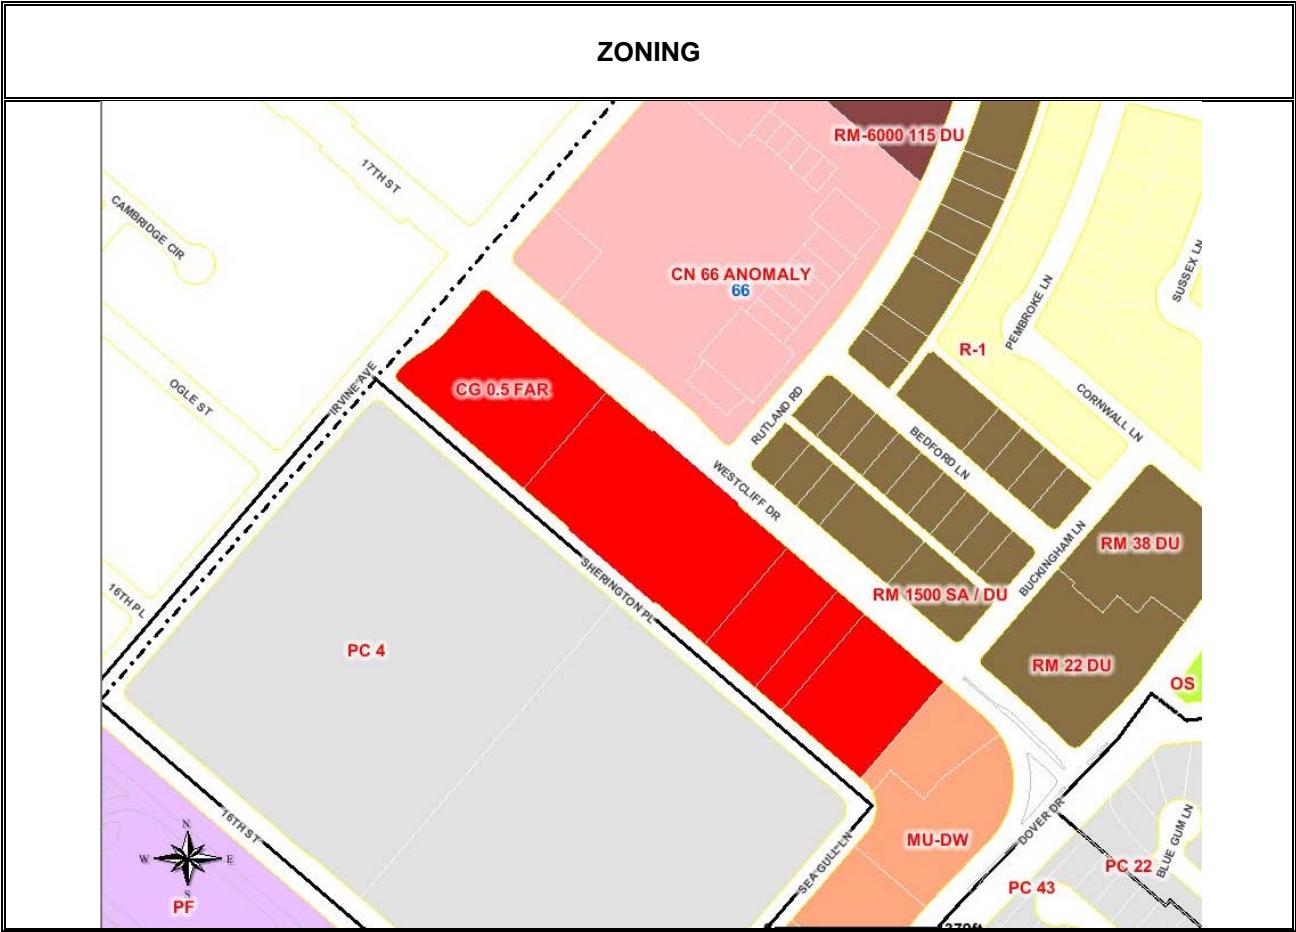 ZONING
RM-6000 115 DU
17TH ST
CAMBRIDGE CIR
SUSSEX LN
CN 66 ANOMALY
66
PEMBROKE LN
R-1
IRVINE AVE
CG 0.5 FAR
OGLE ST
RUTLAND RD
CORNWALL LN
BEDFORD LN
WESTCLIFF DR
RM 38 DU
BUCKINGHAM LN
SHERINGTON PL
RM 1500 SA / DU
16TH PL
PC 4
RM 22 DU
OS
16TH ST
N
W
E
S
PF
SEA GULL LN
MU-DW
DOVER DR
BLUE GUM LN
PC 22
PC 43